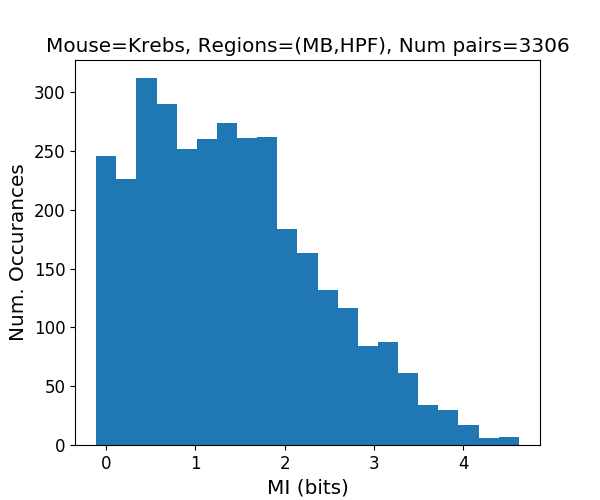 Mouse=Krebs, Regions=(MB,HPF), Num pairs=3306
300
250
200
150
100
50
0
Num. Occurances
0 1 2 3 4
MI (bits)